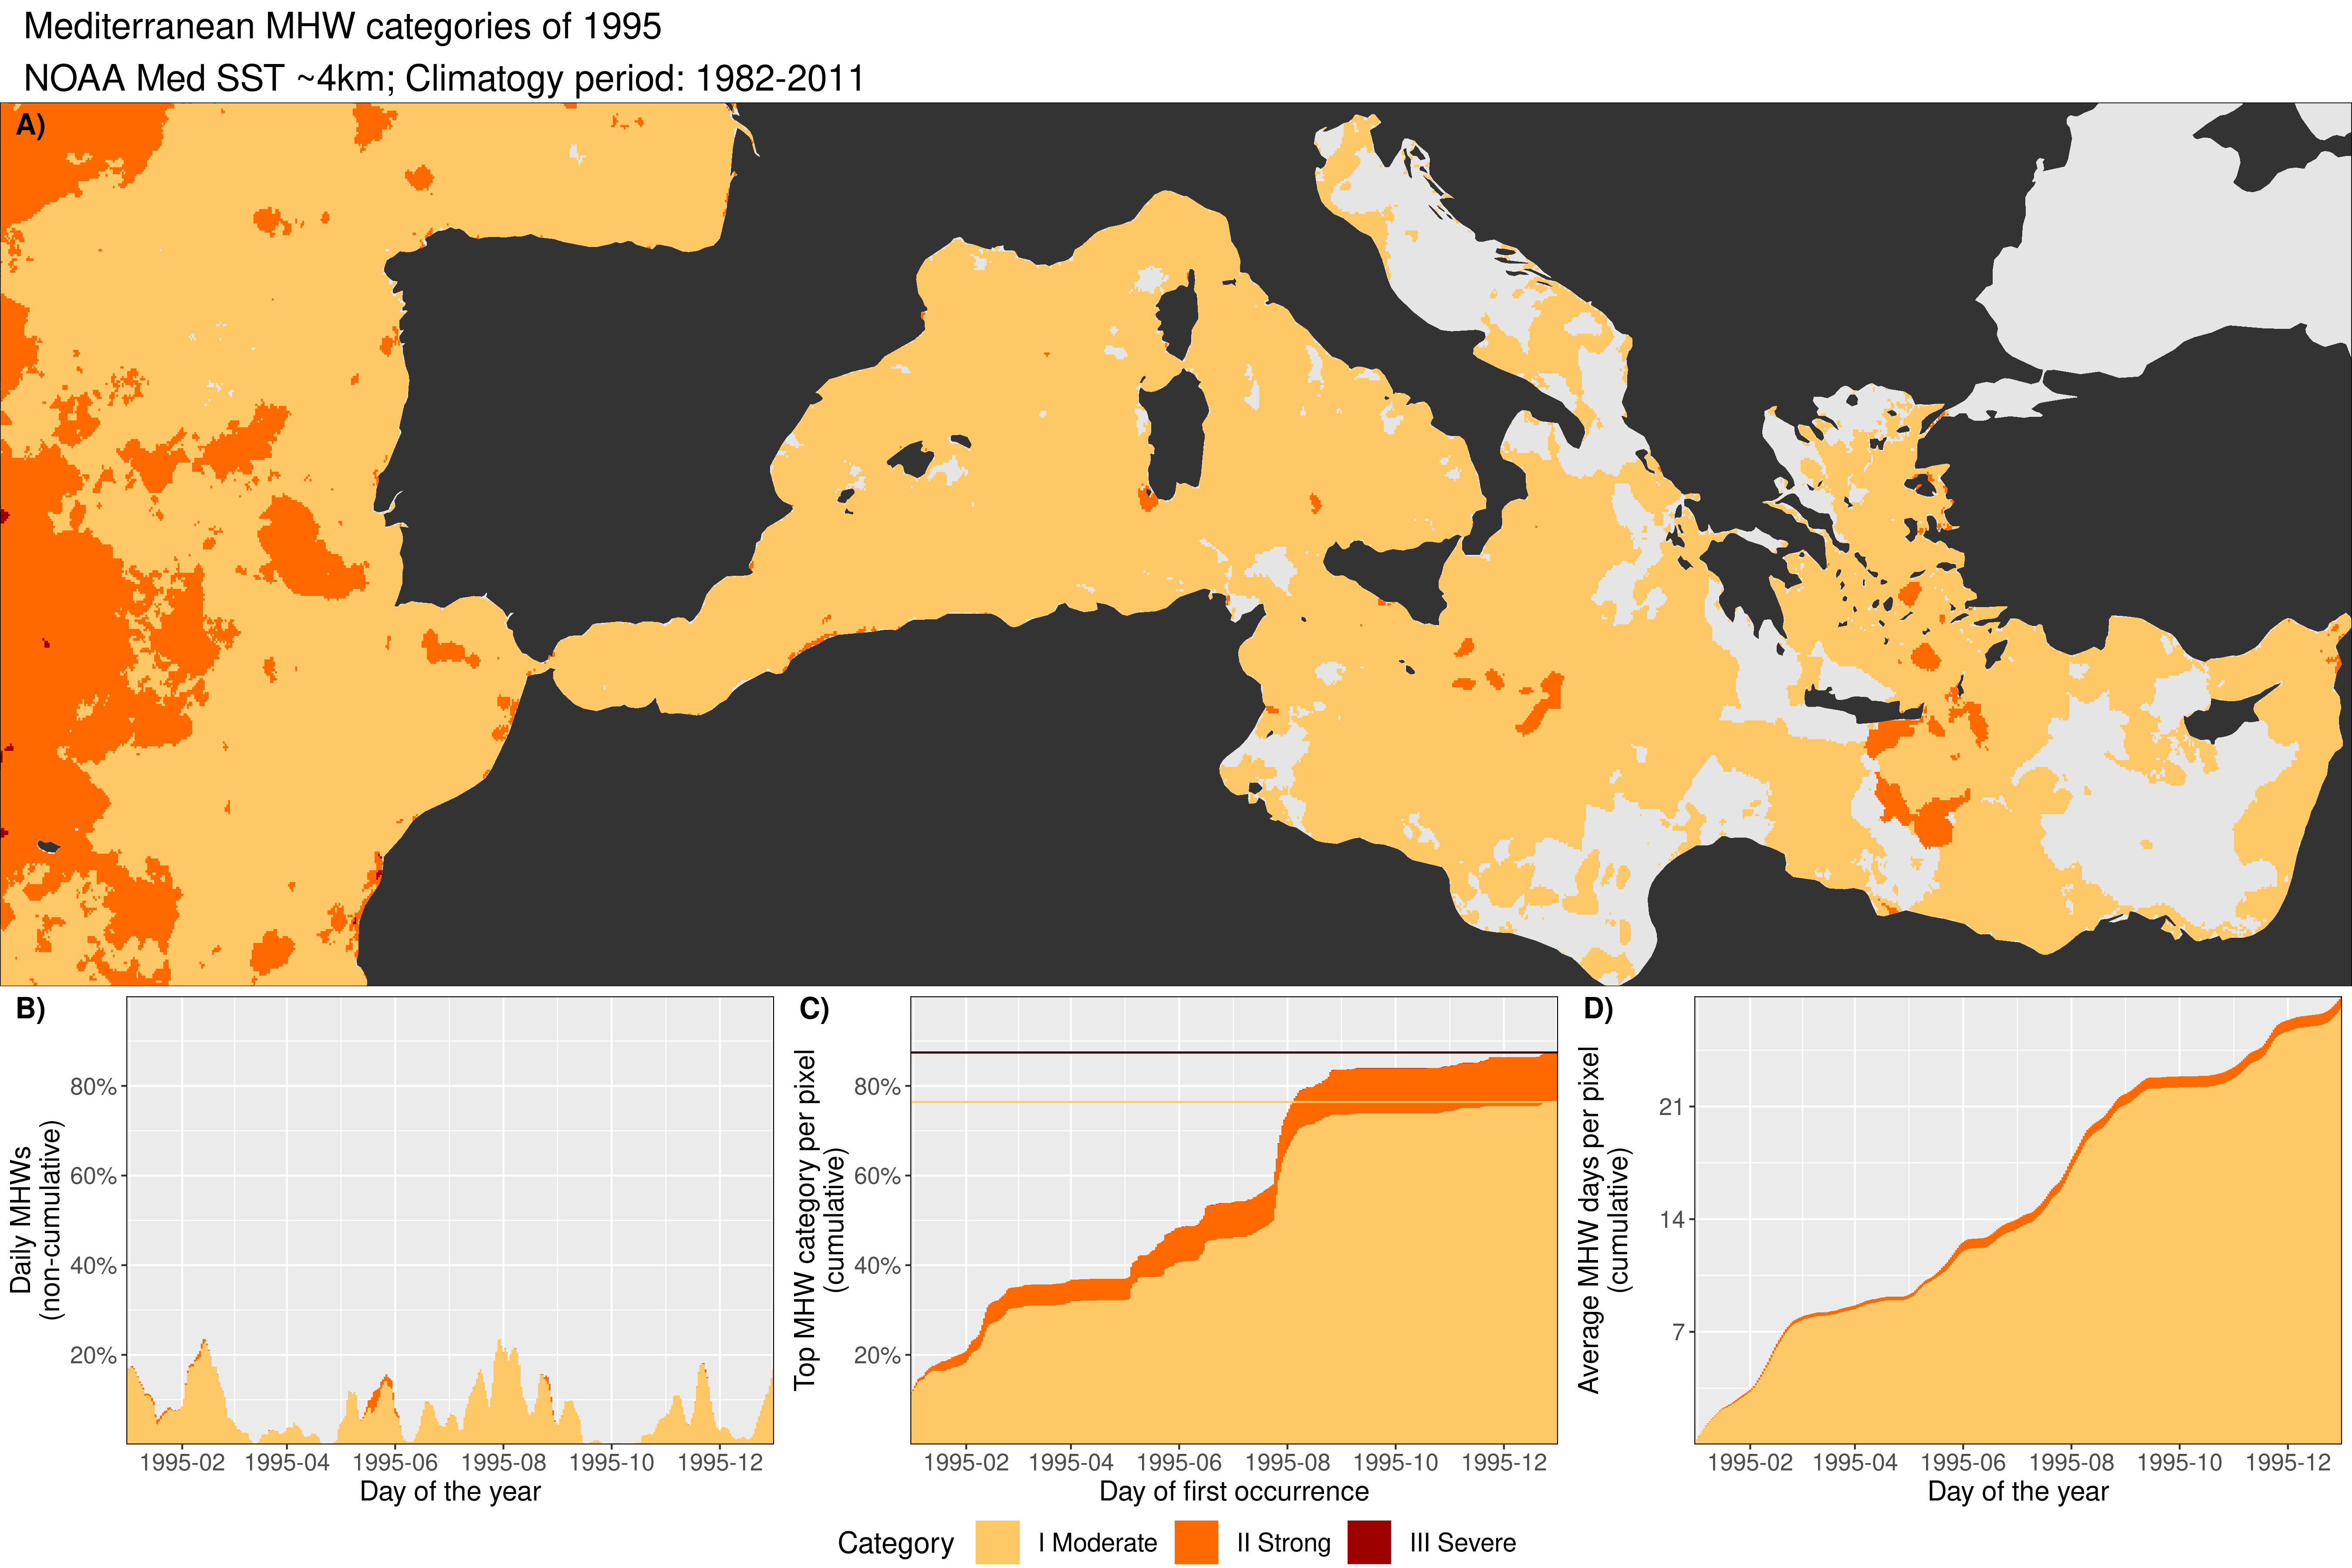 Mediterranean MHW categories of 1995
NOAA Med SST ~4km; Climatogy period: 1982-2011
A)
B)
Daily MHWs
(non-cumulative)
80%
60%
40%
20%
1995-02 1995-04 1995-06 1995-08 1995-10 1995-12
Day of the year
C)
Top MHW category per pixel
(cumulative)
80%
60%
40%
20%
1995-02 1995-04 1995-06 1995-08 1995-10 1995-12
Day of first occurrence
D)
Average MHW days per pixel
(cumulative)
21
14
7
1995-02 1995-04 1995-06 1995-08 1995-10 1995-12
Day of the year
Category I Moderate II Strong III Severe